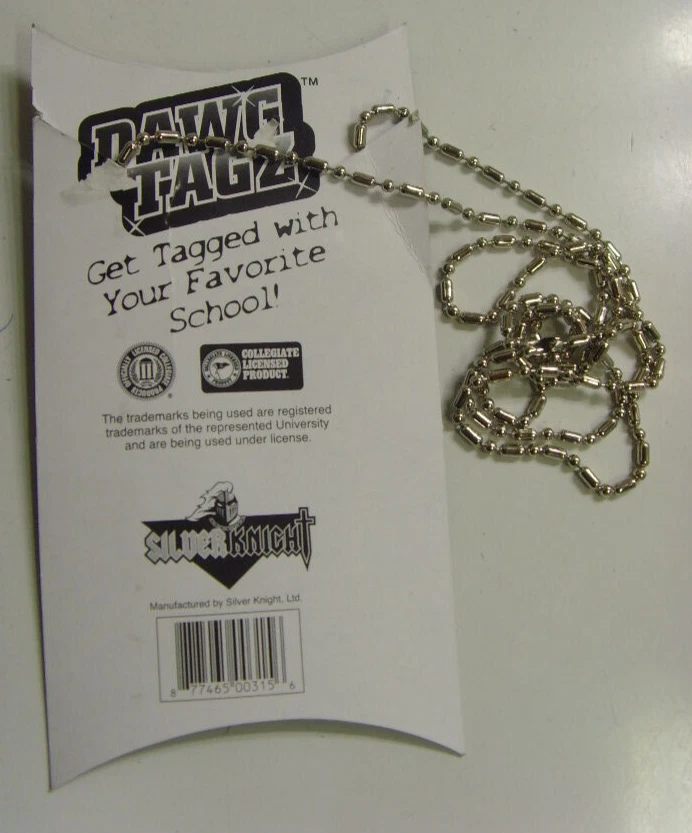 DAWG TM
TAGZ
Get Tagged with
Your Favorite
School!
COLLEGIATE
LICENSED
PRODUCT
The trademarks being used are registered
trademarks of the represented University
and are being used under license.
SILVER KNIGHT
Manufactured by Silver Knight, Ltd.
8 77465 00315 6